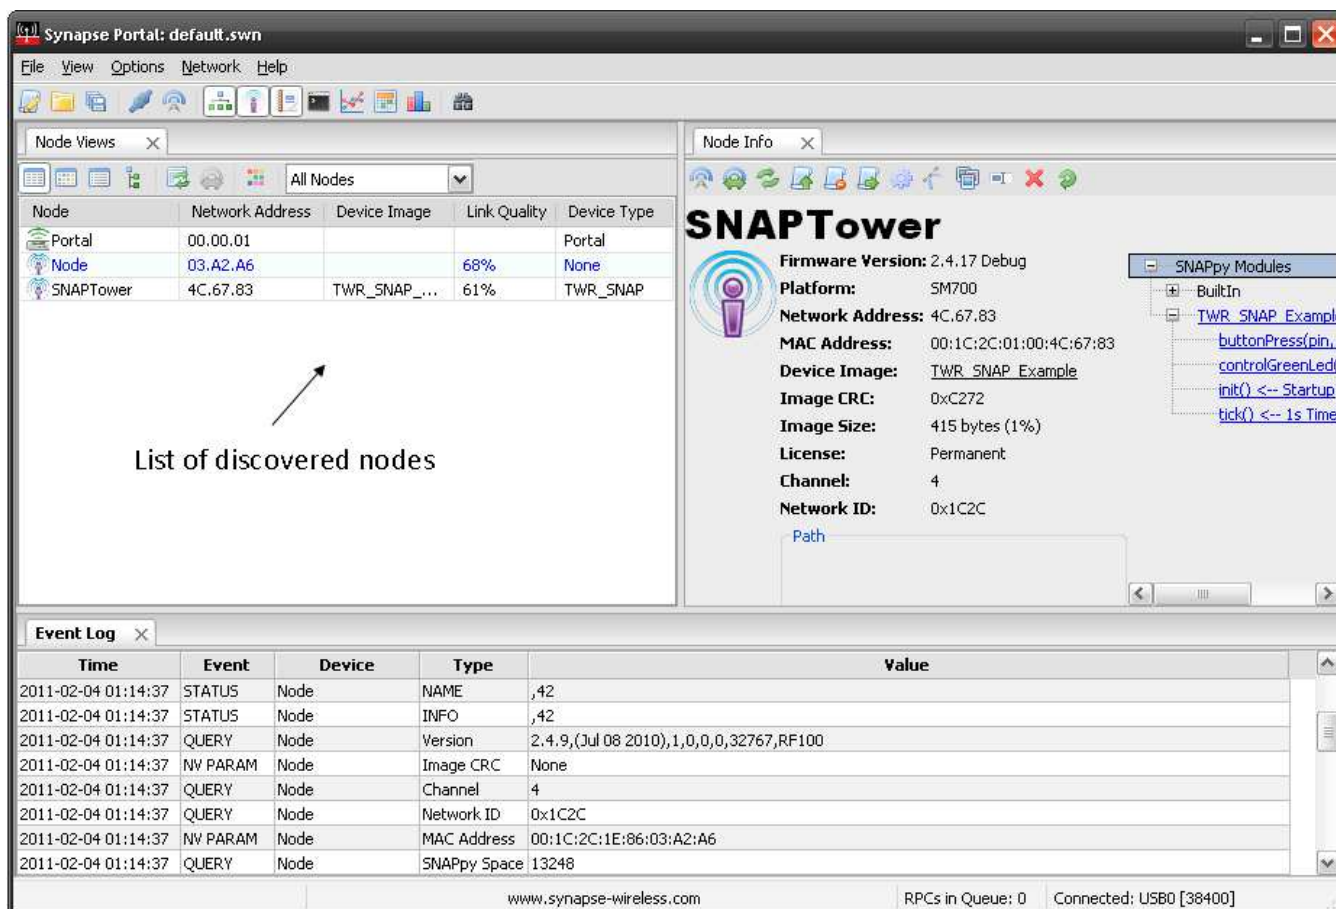 Synapse Portal: default.swn
File View Options Network Help
Node Views
Node Info
All Nodes
Node Network Address Device Image Link Quality Device Type
Portal 00.00.01 Portal
Node 03.A2.A6 68% None
SNAPTower 4C.67.83 TWR_SNAP_... 61% TWR_SNAP
List of discovered nodes
SNAPTower
Firmware Version: 2.4.17 Debug
Platform: SM700
Network Address: 4C.67.83
MAC Address: 00:1C:2C:01:00:4C:67:83
Device Image: TWR_SNAP_Example
Image CRC: 0xC272
Image Size: 415 bytes (1%)
License: Permanent
Channel: 4
Network ID: 0x1C2C
Path
SNAPpy Modules
BuiltIn
TWR_SNAP_Example
buttonPress(pin,
controlGreenLed(
init() <-- Startup
tick() <-- 1s Time
Event Log
Time Event Device Type Value
2011-02-04 01:14:37 STATUS Node NAME ,42
2011-02-04 01:14:37 STATUS Node INFO ,42
2011-02-04 01:14:37 QUERY Node Version 2.4.9,(Jul 08 2010),1,0,0,0,32767,RF100
2011-02-04 01:14:37 NV PARAM Node Image CRC None
2011-02-04 01:14:37 QUERY Node Channel 4
2011-02-04 01:14:37 QUERY Node Network ID 0x1C2C
2011-02-04 01:14:37 NV PARAM Node MAC Address 00:1C:2C:1E:86:03:A2:A6
2011-02-04 01:14:37 QUERY Node SNAPpy Space 13248
www.synapse-wireless.com RPCs in Queue: 0 Connected: USB0 [38400]